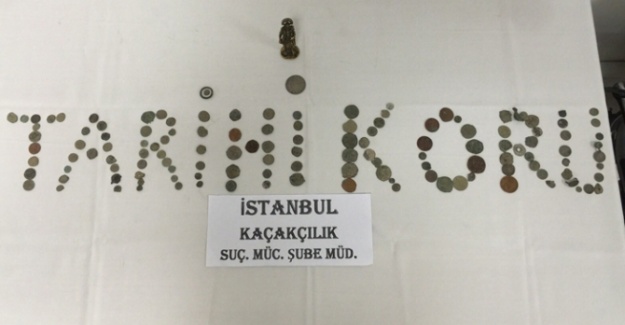 TARİHİ KORU
İSTANBUL
KAÇAKÇILIK
SUÇ. MÜC. ŞUBE MÜD.